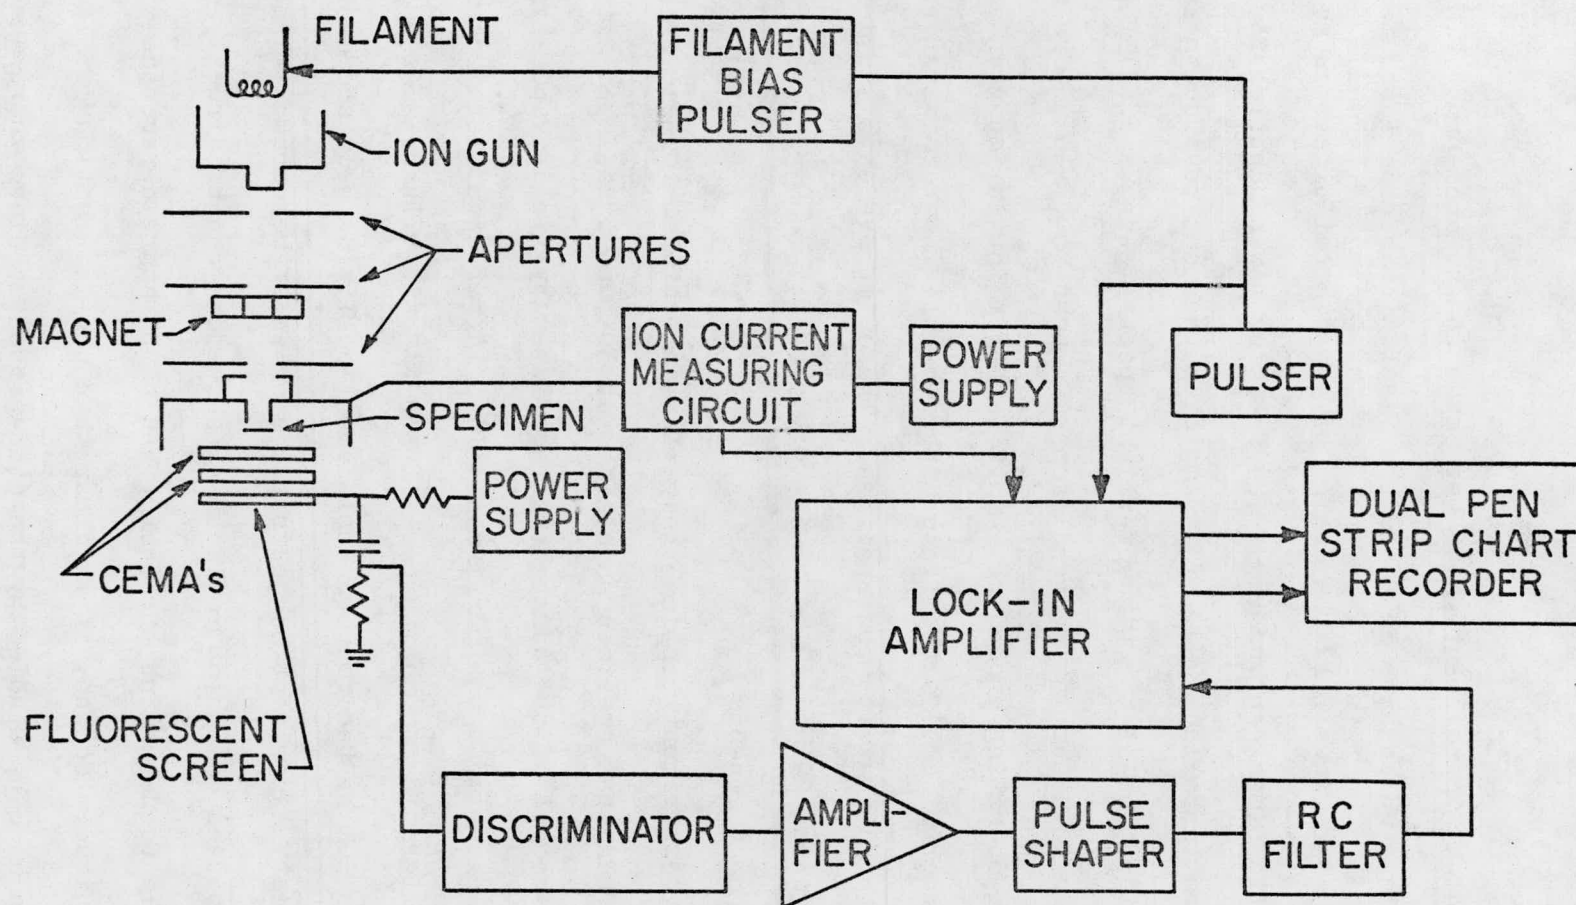 FILAMENT
FILAMENT
BIAS
PULSER
ION GUN
APERTURES
MAGNET
ION CURRENT
MEASURING
CIRCUIT
POWER
SUPPLY
PULSER
SPECIMEN
POWER
SUPPLY
DUAL PEN
STRIP CHART
RECORDER
CEMA's
LOCK-IN
AMPLIFIER
FLUORESCENT
SCREEN
DISCRIMINATOR
AMPLI-
FIER
PULSE
SHAPER
RC
FILTER